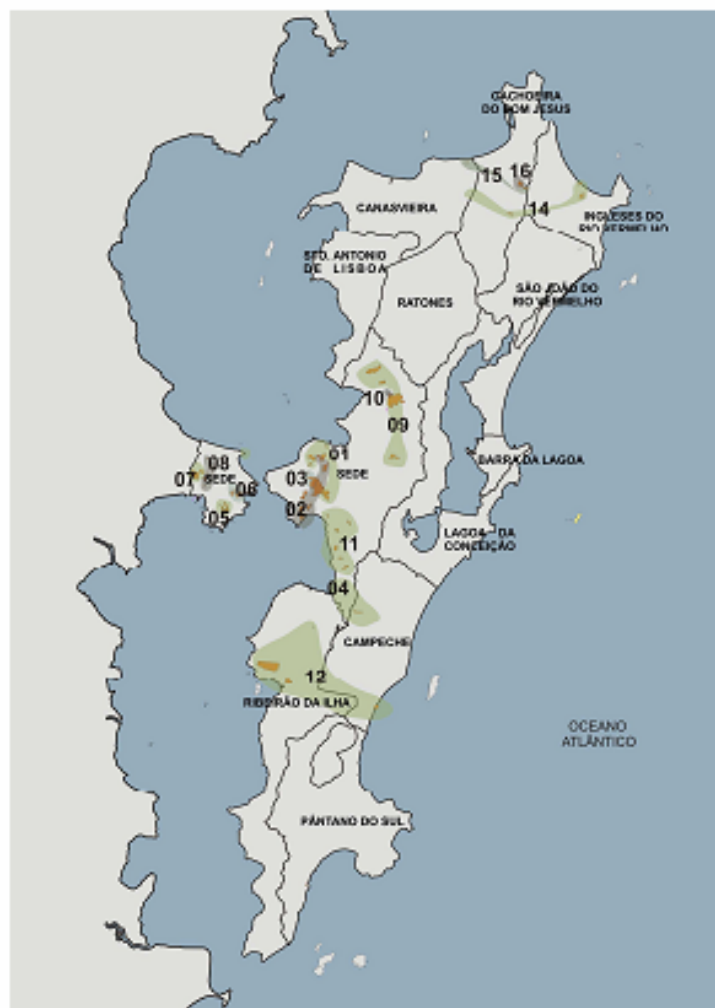 CACHOEIRA
DO BOM JESUS
15
16
CANASVIEIRA
14
INGLESES DO
RIO VERMELHO
STO. ANTONIO
DE LISBOA
SÃO JOÃO DO
RIO VERMELHO
RATONES
10
09
01
08
SEDE
07
06
05
03
SEDE
02
BARRA DA LAGOA
11
LAGOA DA
CONCEIÇÃO
04
CAMPECHE
12
RIBEIRÃO DA ILHA
OCEANO
ATLÂNTICO
PÂNTANO DO SUL